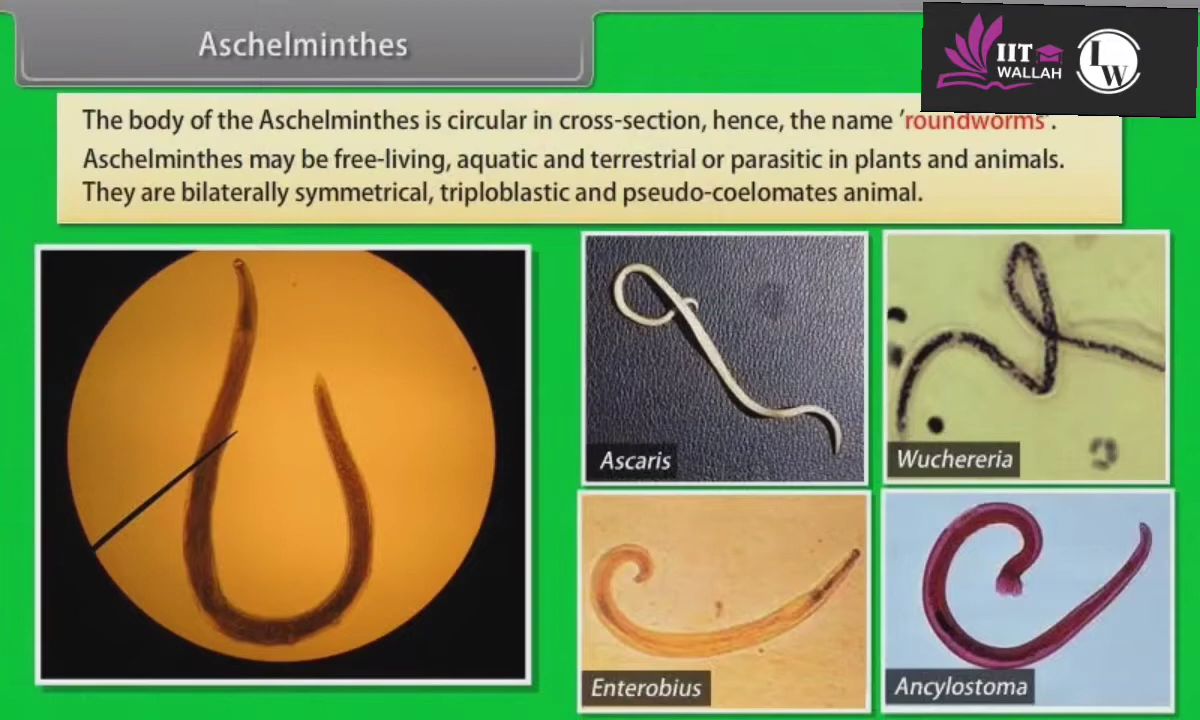 Aschelminthes
IIT
WALLAH
LW
The body of the Aschelminthes is circular in cross-section, hence, the name 'roundworms'.
Aschelminthes may be free-living, aquatic and terrestrial or parasitic in plants and animals.
They are bilaterally symmetrical, triploblastic and pseudo-coelomates animal.
Ascaris
Wuchereria
Enterobius
Ancylostoma